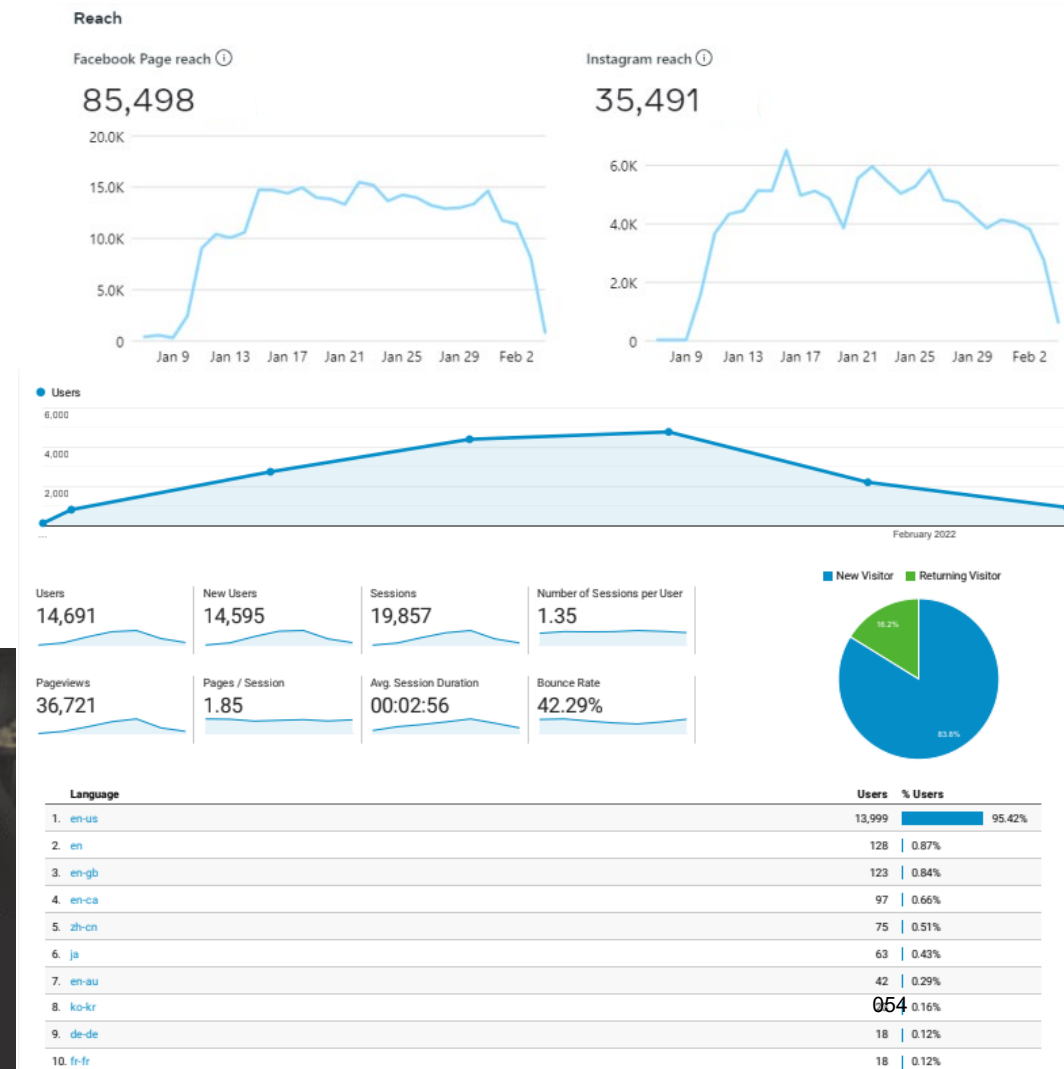 Reach
Facebook Page reach
85,498
20.0K
15.0K
10.0K
5.0K
0
Jan 9 Jan 13 Jan 17 Jan 21 Jan 25 Jan 29 Feb 2
Instagram reach
35,491
6.0K
4.0K
2.0K
0
Jan 9 Jan 13 Jan 17 Jan 21 Jan 25 Jan 29 Feb 2
Users
6,000
4,000
2,000
...
February 2022
Users
14,691
New Users
14,595
Sessions
19,857
Number of Sessions per User
1.35
Pageviews
36,721
Pages / Session
1.85
Avg. Session Duration
00:02:56
Bounce Rate
42.29%
New Visitor Returning Visitor
16.2%
83.8%
Language Users % Users
1. en-us 13,999 95.42%
2. en 128 0.87%
3. en-gb 123 0.84%
4. en-ca 97 0.66%
5. zh-cn 75 0.51%
6. ja 63 0.43%
7. en-au 42 0.29%
8. ko-kr 0.16%
054
9. de-de 18 0.12%
10. fr-fr 18 0.12%